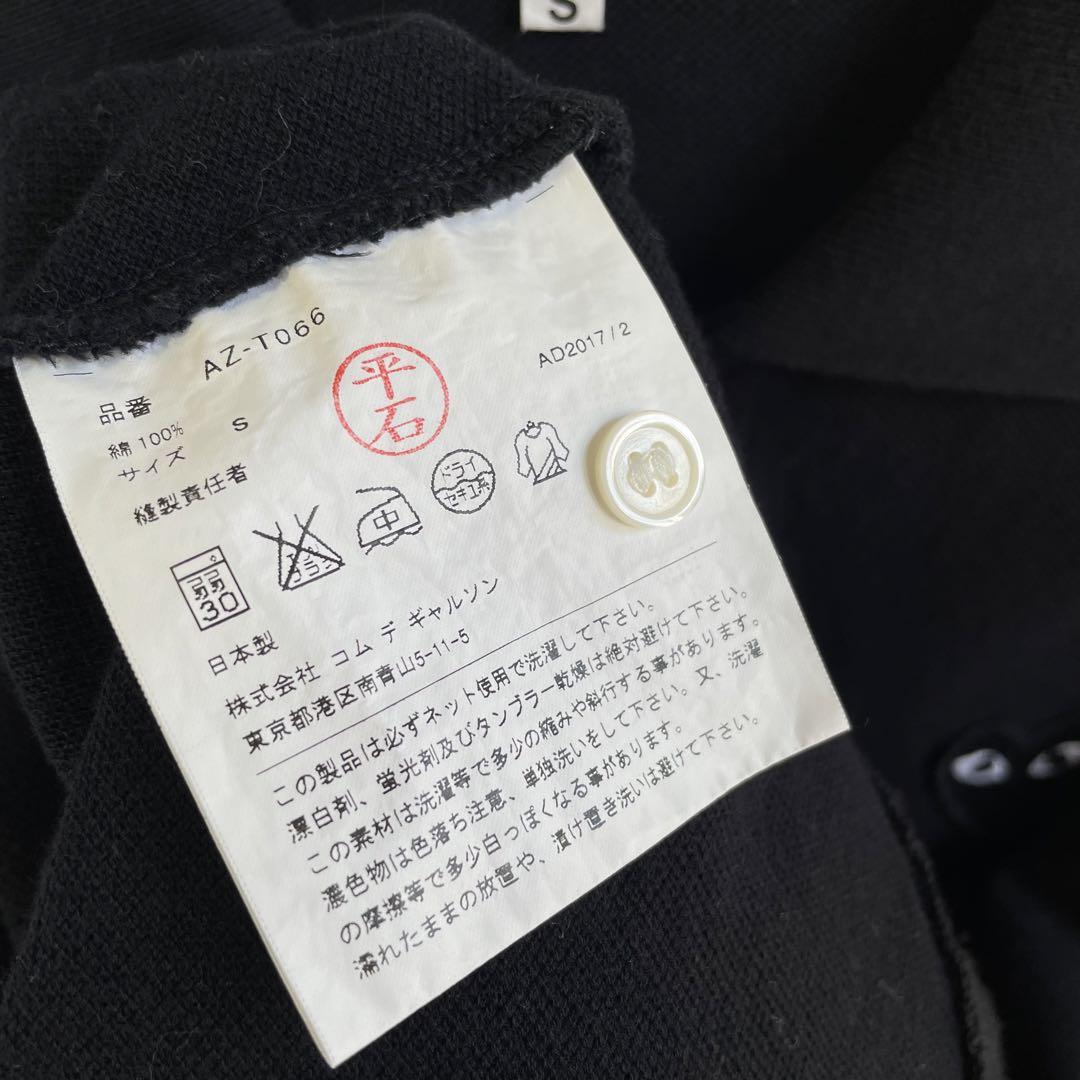 S
品番 AZ-T066
綿 100%
サイズ S
AD2017/2
縫製責任者 平石
弱
30
エンソ
中
ドライ
セキユ系
日本製
株式会社 コム デ ギャルソン
東京都港区南青山5-11-5
この製品は必ずネット使用で洗濯して下さい。
漂白剤、蛍光剤及びタンブラー乾燥は絶対避けて下さい。
この素材は洗濯等で多少の縮みや斜行する事があります。
濃色物は色落ち注意、単独洗いをして下さい。又、洗濯
の摩擦等で多少白っぽくなる事があります。
濡れたままの放置や、漬け置き洗いは避けて下さい。